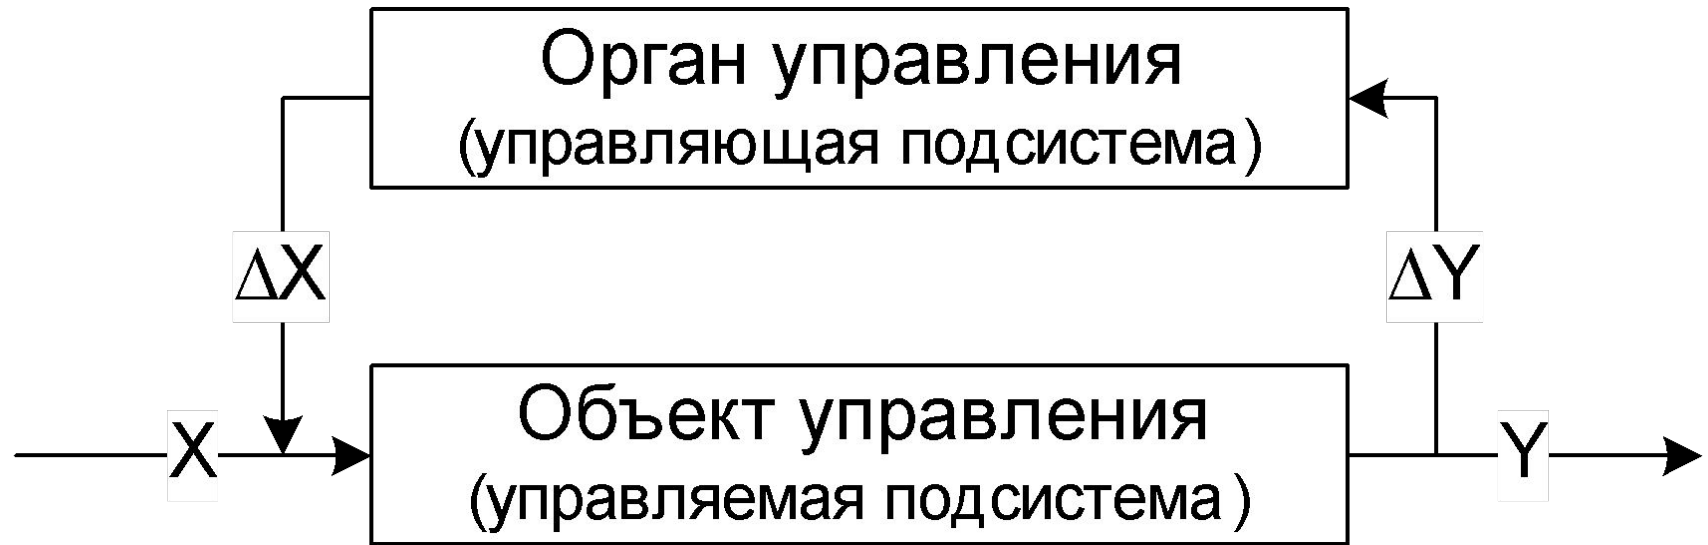 Орган управления
(управляющая подсистема)
ΔX
ΔY
Объект управления
(управляемая подсистема)
X
Y